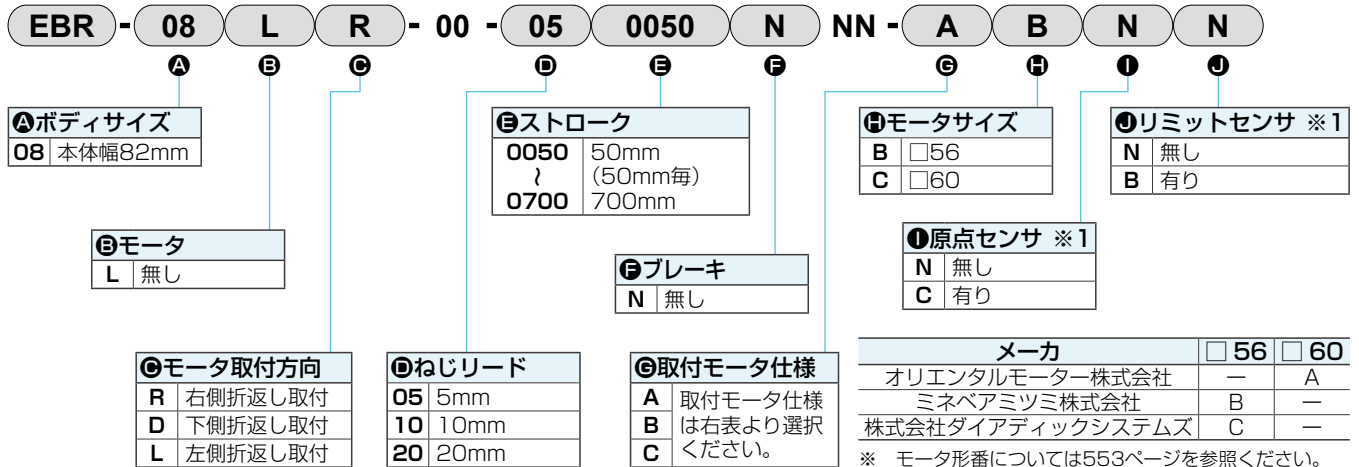 EBR - 08 L R - 00 - 05 0050 N NN - A B N N
A B C D E F G H I J
Aボディサイズ
08 本体幅82mm
Bモータ
L 無し
Cモータ取付方向
R 右側折返し取付
D 下側折返し取付
L 左側折返し取付
Dねじリード
05 5mm
10 10mm
20 20mm
Eストローク
0050 50mm
～ (50mm毎)
0700 700mm
Fブレーキ
N 無し
G取付モータ仕様
A 取付モータ仕様
B は右表より選択
C ください。
Hモータサイズ
B □56
C □60
I原点センサ ※1
N 無し
C 有り
Jリミットセンサ ※1
N 無し
B 有り
メーカ □56 □60
オリエンタルモーター株式会社 ー A
ミネベアミツミ株式会社 B ー
株式会社ダイアディックシステムズ C ー
※ モータ形番については553ページを参照ください。